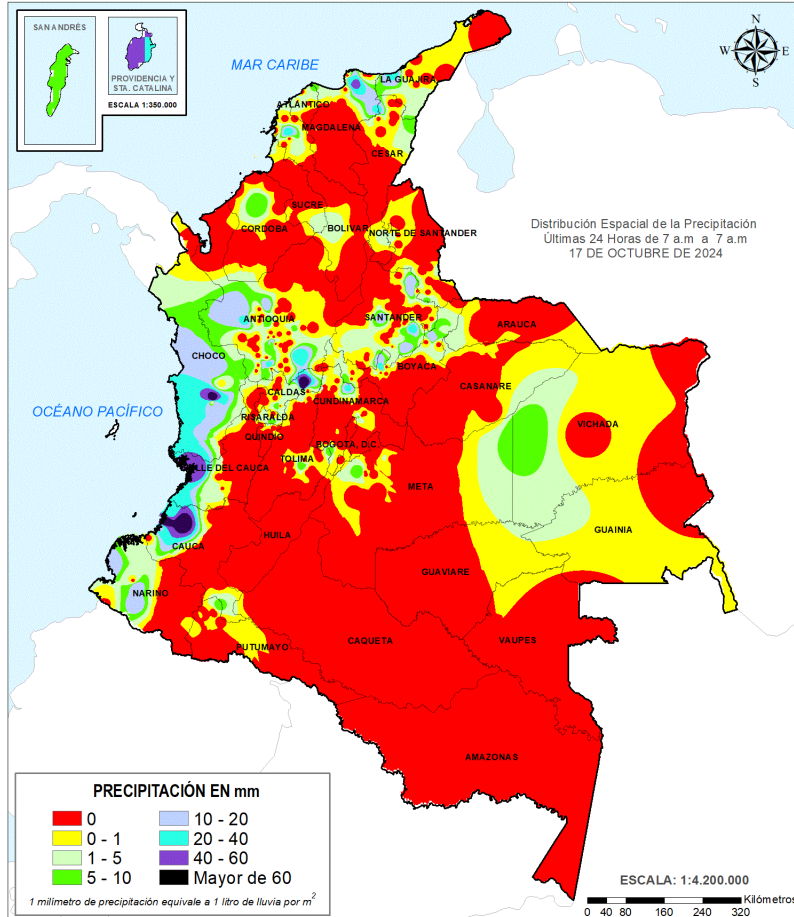 SAN ANDRÉS
PROVIDENCIA Y
STA. CATALINA
ESCALA 1:350.000
MAR CARIBE
N
W
E
S
LA GUAJIRA
ATLÁNTICO
MAGDALENA
CESAR
SUCRE
CORDOBA
BOLIVAR
NORTE DE SANTANDER
Distribución Espacial de la Precipitación
Últimas 24 Horas de 7 a.m a 7 a.m
17 DE OCTUBRE DE 2024
ANTIOQUIA
SANTANDER
ARAUCA
CHOCO
BOYACA
CASANARE
CALDAS
CUNDINAMARCA
OCÉANO PACÍFICO
RISARALDA
VICHADA
QUINDIO
BOGOTA, D.C.
TOLIMA
VALLE DEL CAUCA
META
GUAINIA
HUILA
CAUCA
GUAVIARE
NARIÑO
CAQUETA
VAUPES
PUTUMAYO
AMAZONAS
PRECIPITACIÓN EN mm
0
10 - 20
0 - 1
20 - 40
1 - 5
40 - 60
5 - 10
Mayor de 60
1 milímetro de precipitación equivale a 1 litro de lluvia por m²
ESCALA: 1:4.200.000
Kilómetros
0 40 80 160 240 320